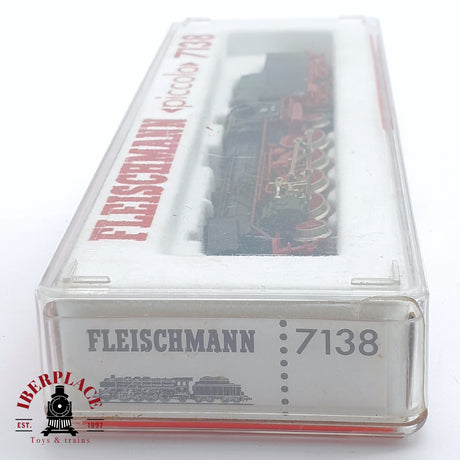 FLEISCHMANN «piccolo» 7138
FLEISCHMANN 7138
IBERPLACE
EST. 1997
Toys & trains